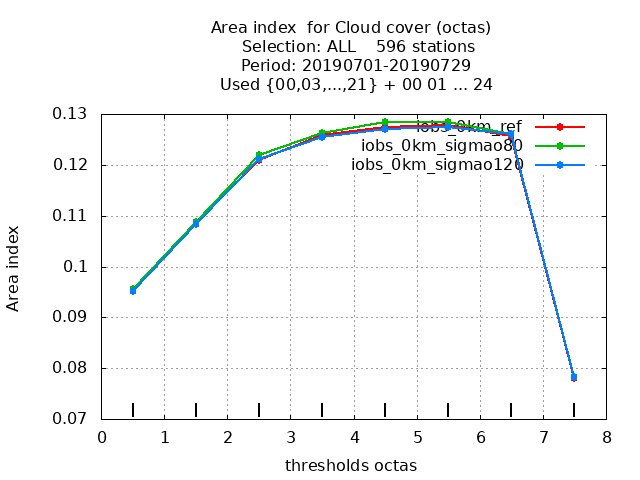 Area index  for Cloud cover (octas)
Selection: ALL    596 stations
Period: 20190701-20190729
Used {00,03,...,21} + 00 01 ... 24
0.13
0.12
0.11
0.1
0.09
0.08
0.07
Area index
iobs_0km_ref
iobs_0km_sigmao80
iobs_0km_sigmao120
0 1 2 3 4 5 6 7 8
thresholds octas